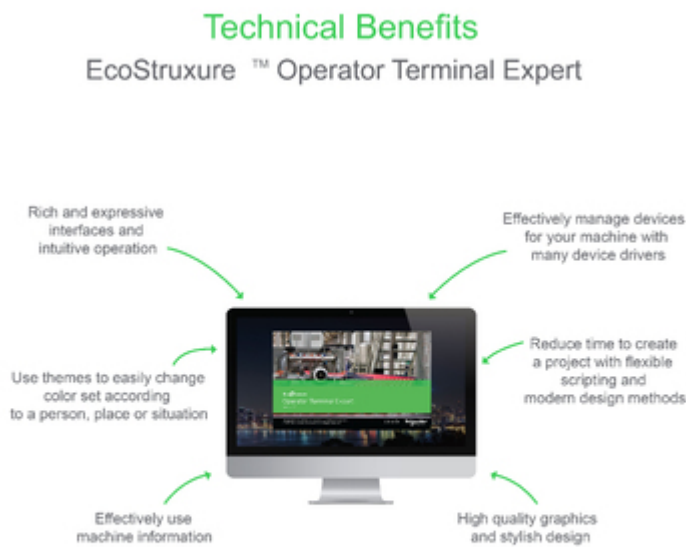 Technical Benefits
EcoStruxure ™ Operator Terminal Expert
Rich and expressive
interfaces and
intuitive operation
Effectively manage devices
for your machine with
many device drivers
Use themes to easily change
color set according
to a person, place or situation
Reduce time to create
a project with flexible
scripting and
modern design methods
Operator Terminal Expert
Effectively use
machine information
High quality graphics
and stylish design